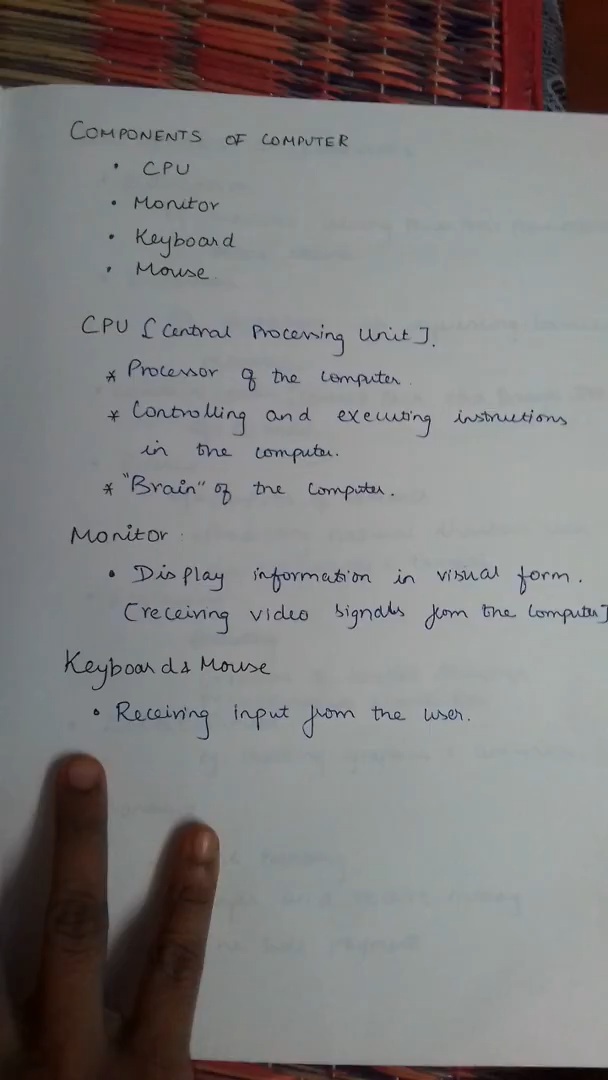 COMPONENTS OF COMPUTER
• CPU
• Monitor
• Keyboard
• Mouse
CPU [Central Processing Unit].
* Processor of the computer.
* Controlling and executing instructions
in the computer.
* "Brain" of the computer.
Monitor
• Display information in visual form.
[receiving video signals from the computer]
Keyboard & Mouse
• Receiving input from the user.